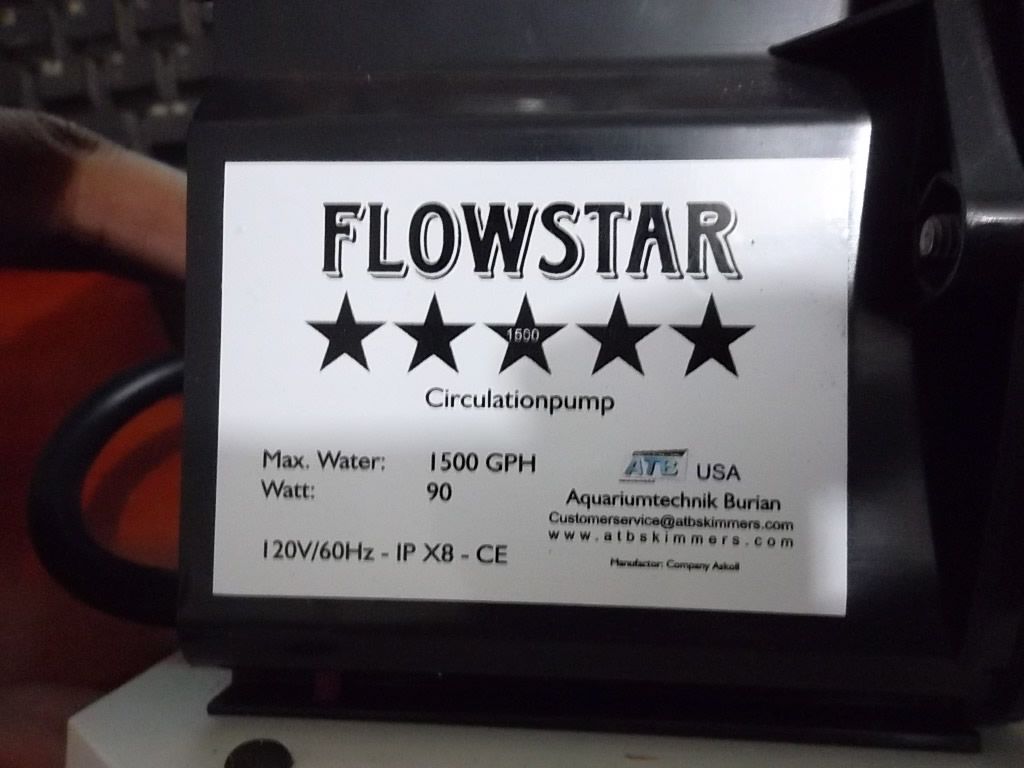 FLOWSTAR
1500
Circulationpump
Max. Water: 1500 GPH
Watt: 90
120V/60Hz - IP X8 - CE
ATB USA
Aquariumtechnik Burian
Customerservice@atbskimmers.com
www.atbskimmers.com
Manufactor: Company Askoll